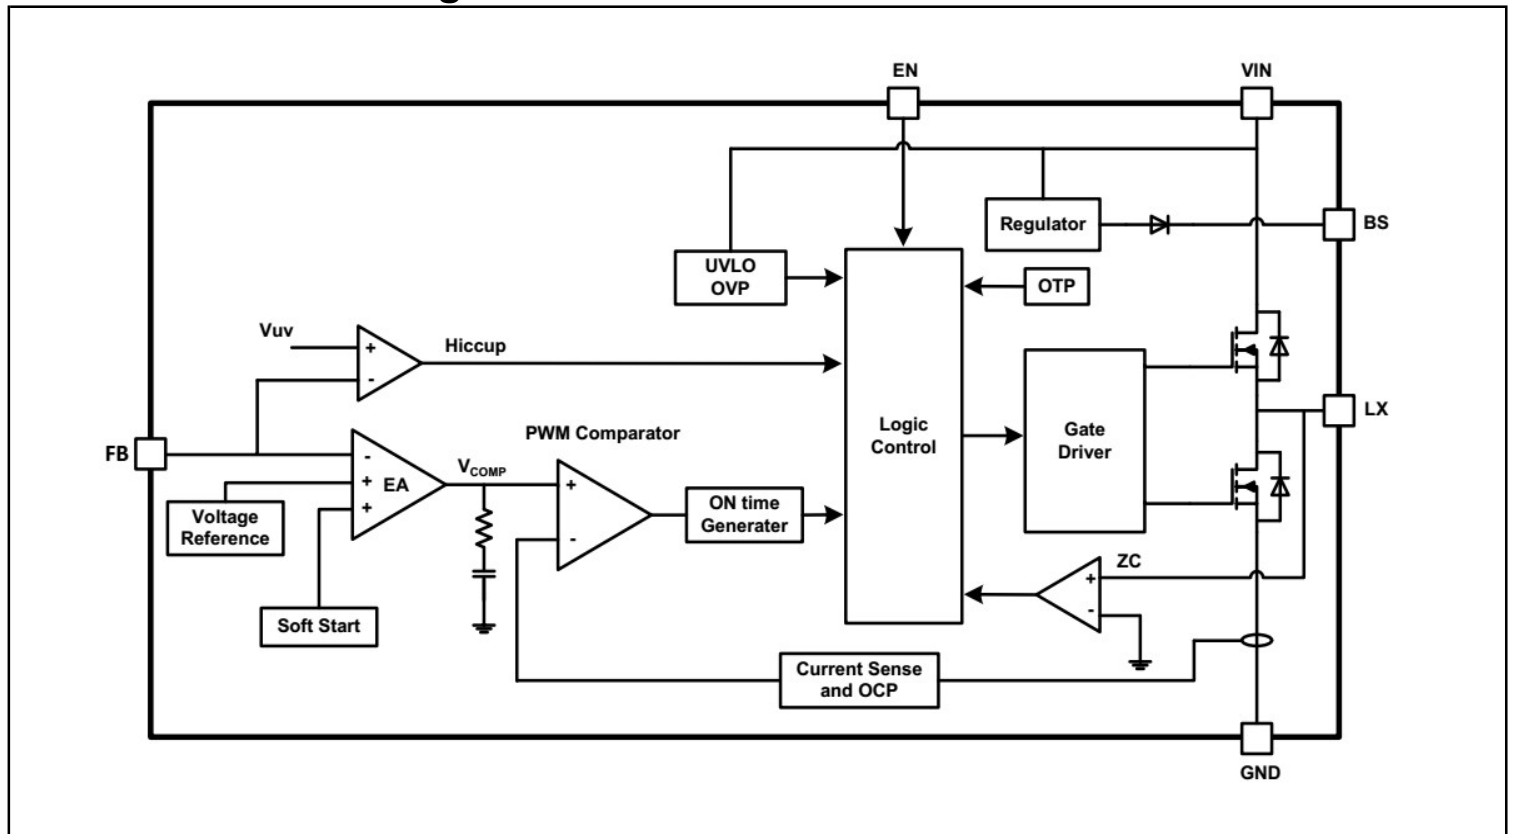 EN
VIN
BS
Regulator
UVLO
OVP
OTP
Vuv
+
-
Hiccup
LX
FB
PWM Comparator
Logic
Control
Gate
Driver
-
+
+
EA
VCOMP
+
-
Voltage
Reference
ON time
Generater
ZC
+
-
Soft Start
Current Sense
and OCP
GND